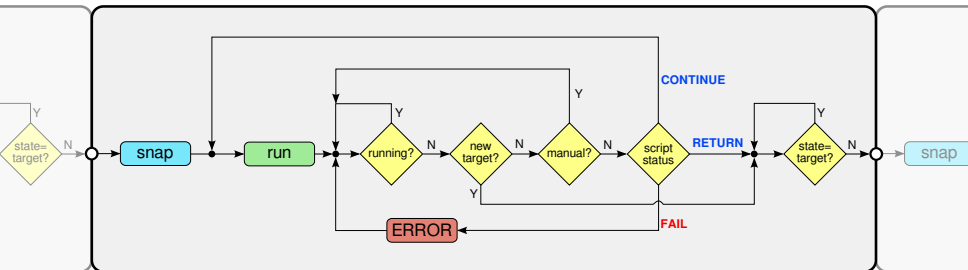 CONTINUE
Y
Y
Y
Y
state=
target?
N
snap
run
running?
N
new
target?
N
manual?
N
script
status
RETURN
state=
target?
N
snap
Y
ERROR
FAIL